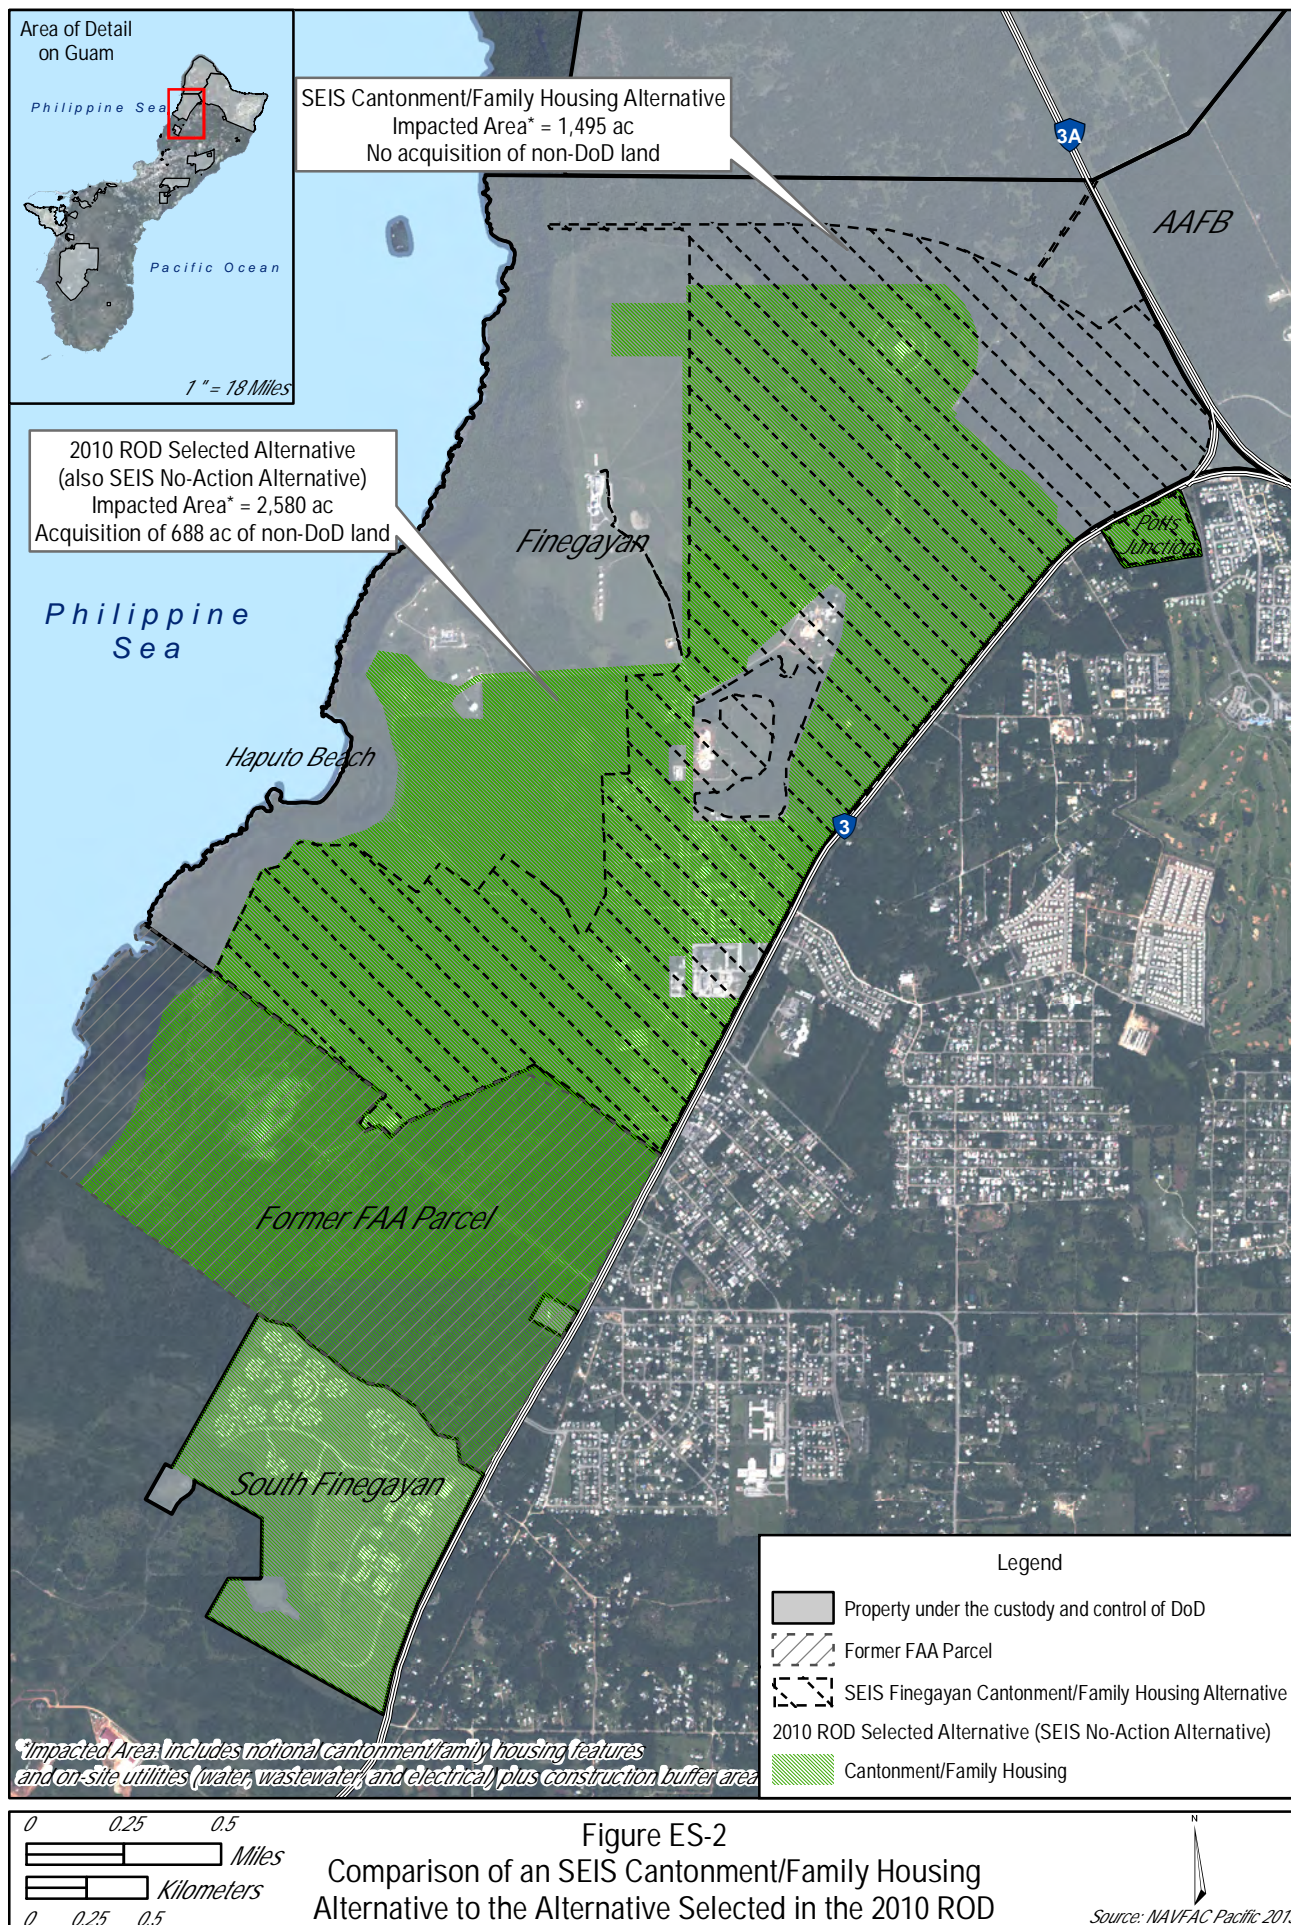 Area of Detail
on Guam
Philippine Sea
Pacific Ocean
1 " = 18 Miles
SEIS Cantonment/Family Housing Alternative
Impacted Area* = 1,495 ac
No acquisition of non-DoD land
3A
AAFB
2010 ROD Selected Alternative
(also SEIS No-Action Alternative)
Impacted Area* = 2,580 ac
Acquisition of 688 ac of non-DoD land
Finegayan
Potts
Junction
Philippine
Sea
Haputo Beach
3
Former FAA Parcel
South Finegayan
Legend
Property under the custody and control of DoD
Former FAA Parcel
SEIS Finegayan Cantonment/Family Housing Alternative
2010 ROD Selected Alternative (SEIS No-Action Alternative)
Cantonment/Family Housing
*Impacted Area: Includes notional cantonment/family housing features
and on-site utilities (water, wastewater, and electrical) plus construction buffer area
0 0.25 0.5
Miles
Kilometers
0 0.25 0.5
Figure ES-2
Comparison of an SEIS Cantonment/Family Housing
Alternative to the Alternative Selected in the 2010 ROD
N
Source: NAVFAC Pacific